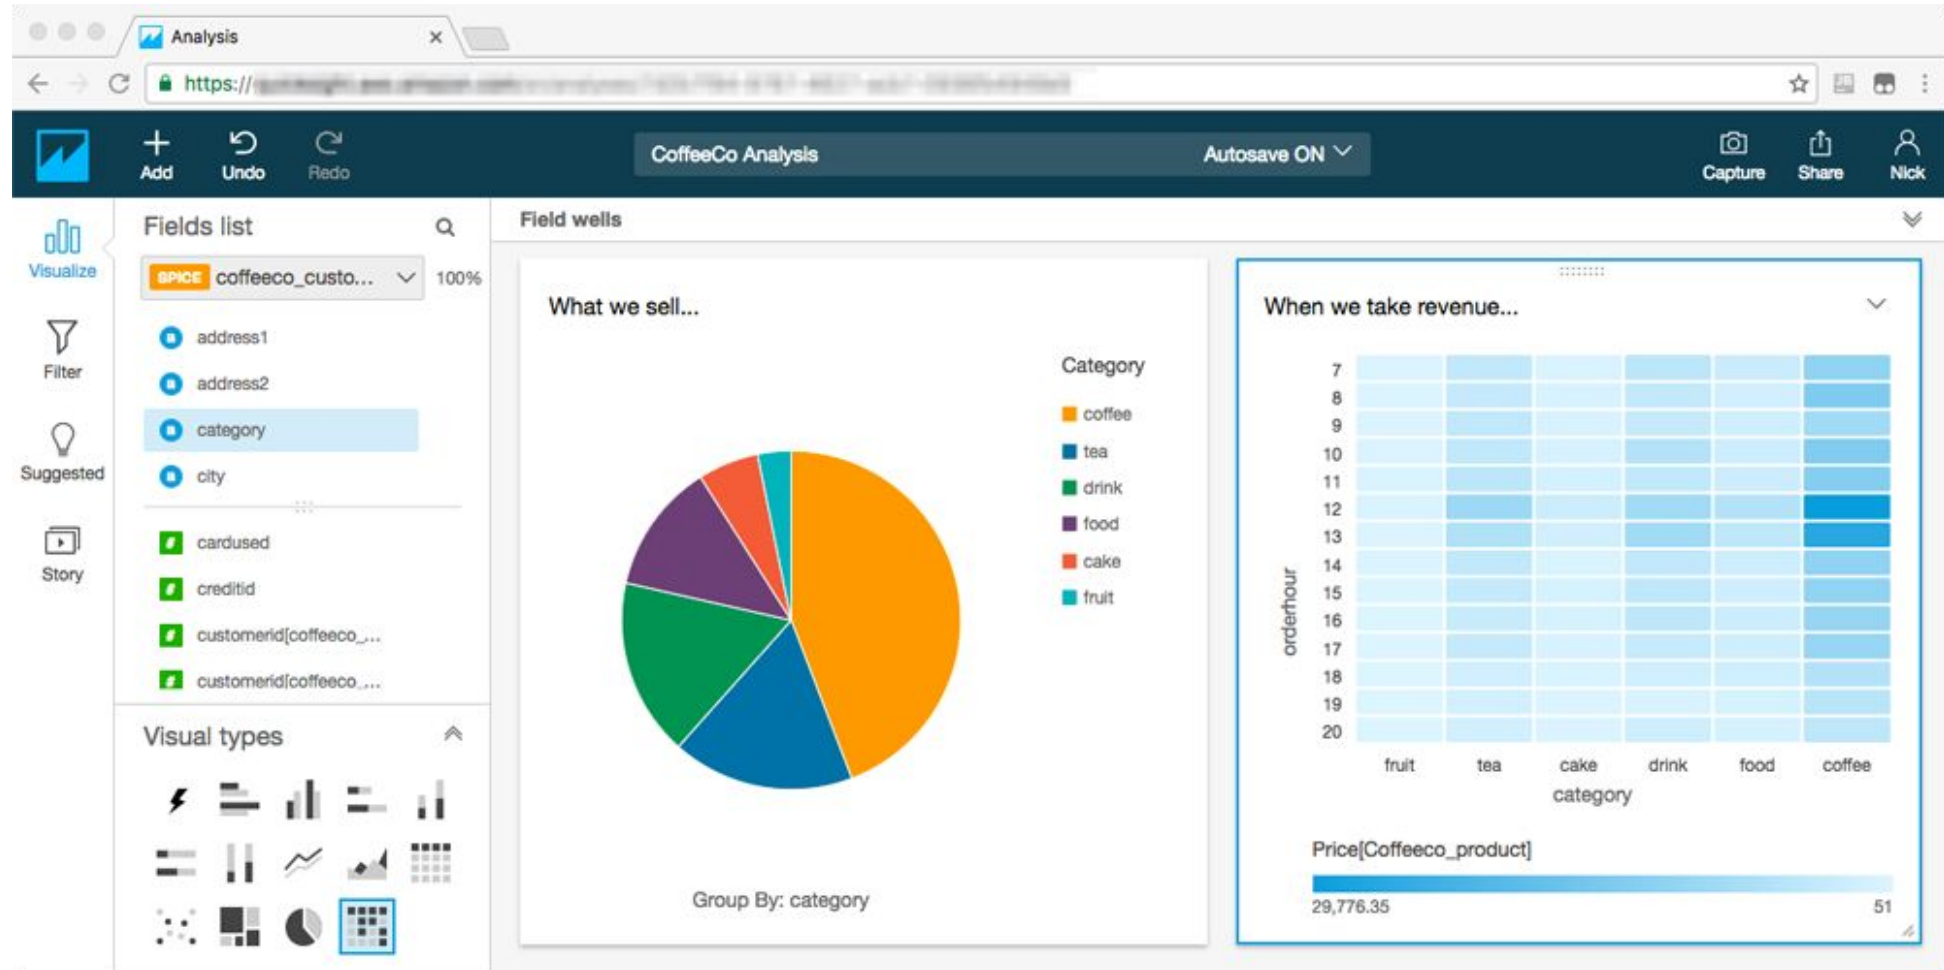 Analysis
https://
Add
Undo
Redo
CoffeeCo Analysis
Autosave ON
Capture
Share
Nick
Visualize
Filter
Suggested
Story
Fields list
SPICE coffeeco_custo... 100%
address1
address2
category
city
cardused
creditid
customerid[coffeeco_...
customerid[coffeeco_...
Visual types
Field wells
What we sell...
Category
coffee
tea
drink
food
cake
fruit
Group By: category
When we take revenue...
orderhour
7
8
9
10
11
12
13
14
15
16
17
18
19
20
fruit tea cake drink food coffee
category
Price[Coffeeco_product]
29,776.35 51